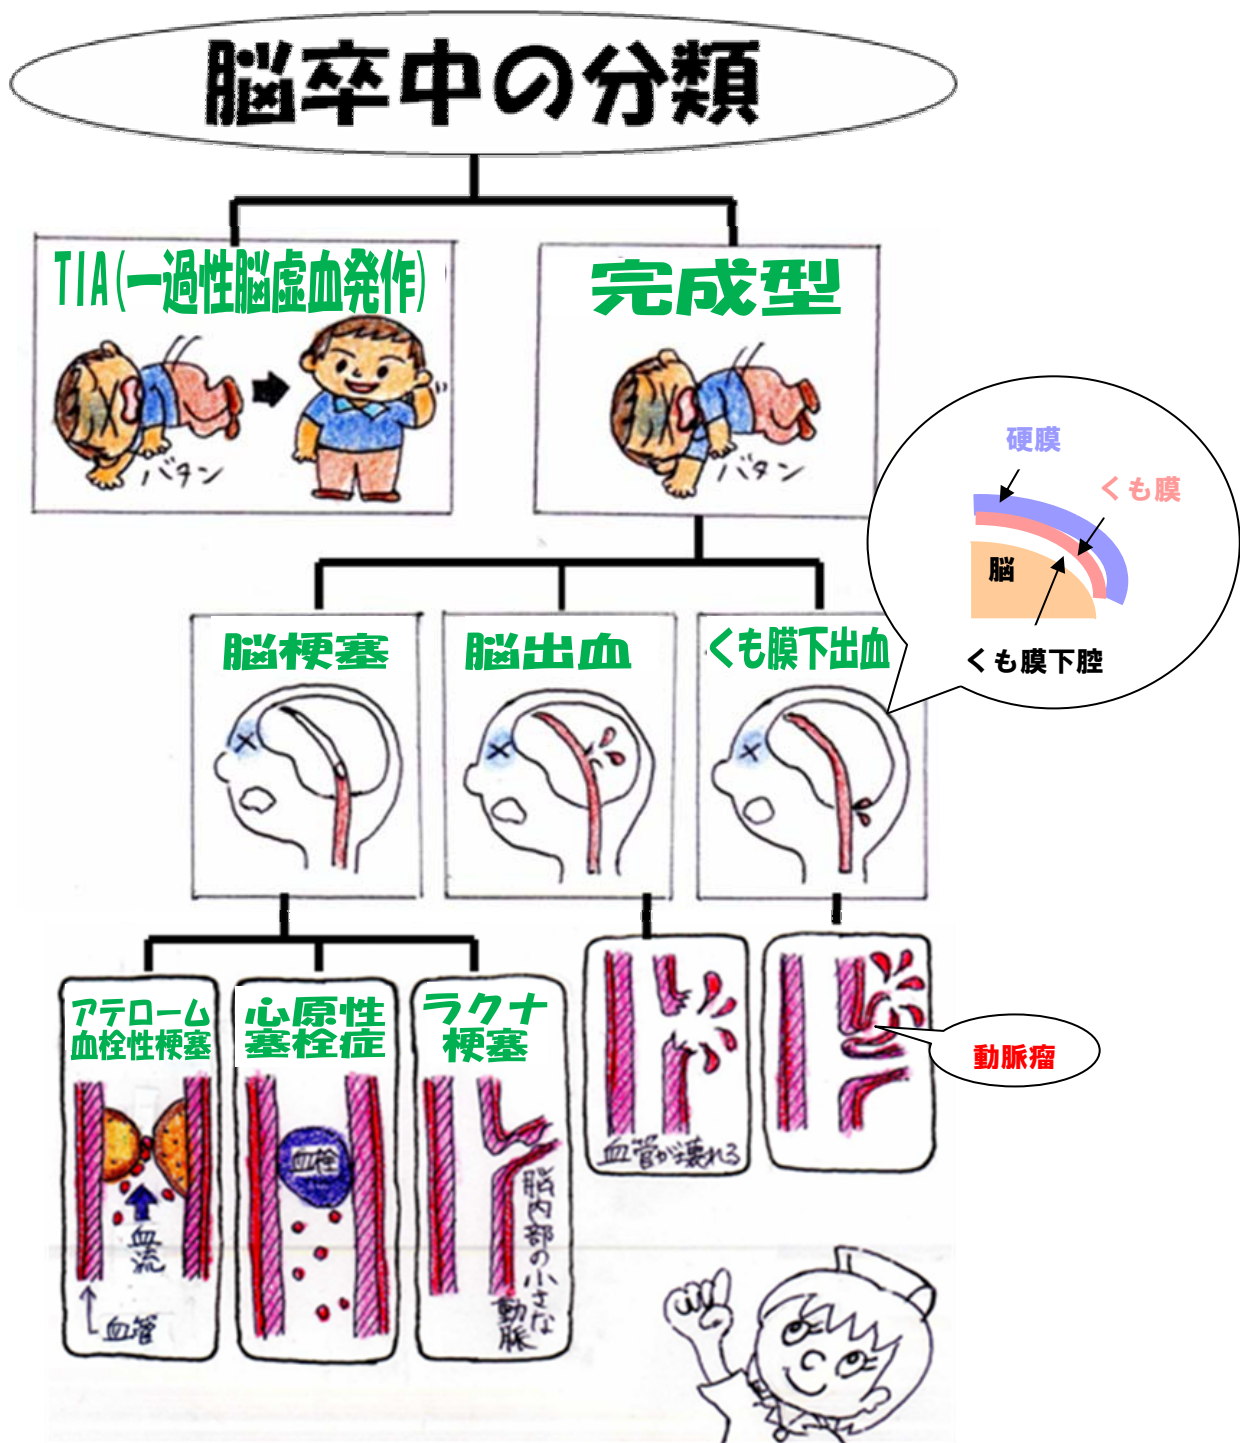 脳卒中の分類
TIA(一過性脳虚血発作)
バタン
完成型
バタン
硬膜
くも膜
脳
くも膜下腔
脳梗塞
脳出血
くも膜下出血
アテローム
血栓性梗塞
血流
血管
心原性
塞栓症
血栓
ラクナ
梗塞
脳内部の小さな
動脈
血管が壊れる
動脈瘤